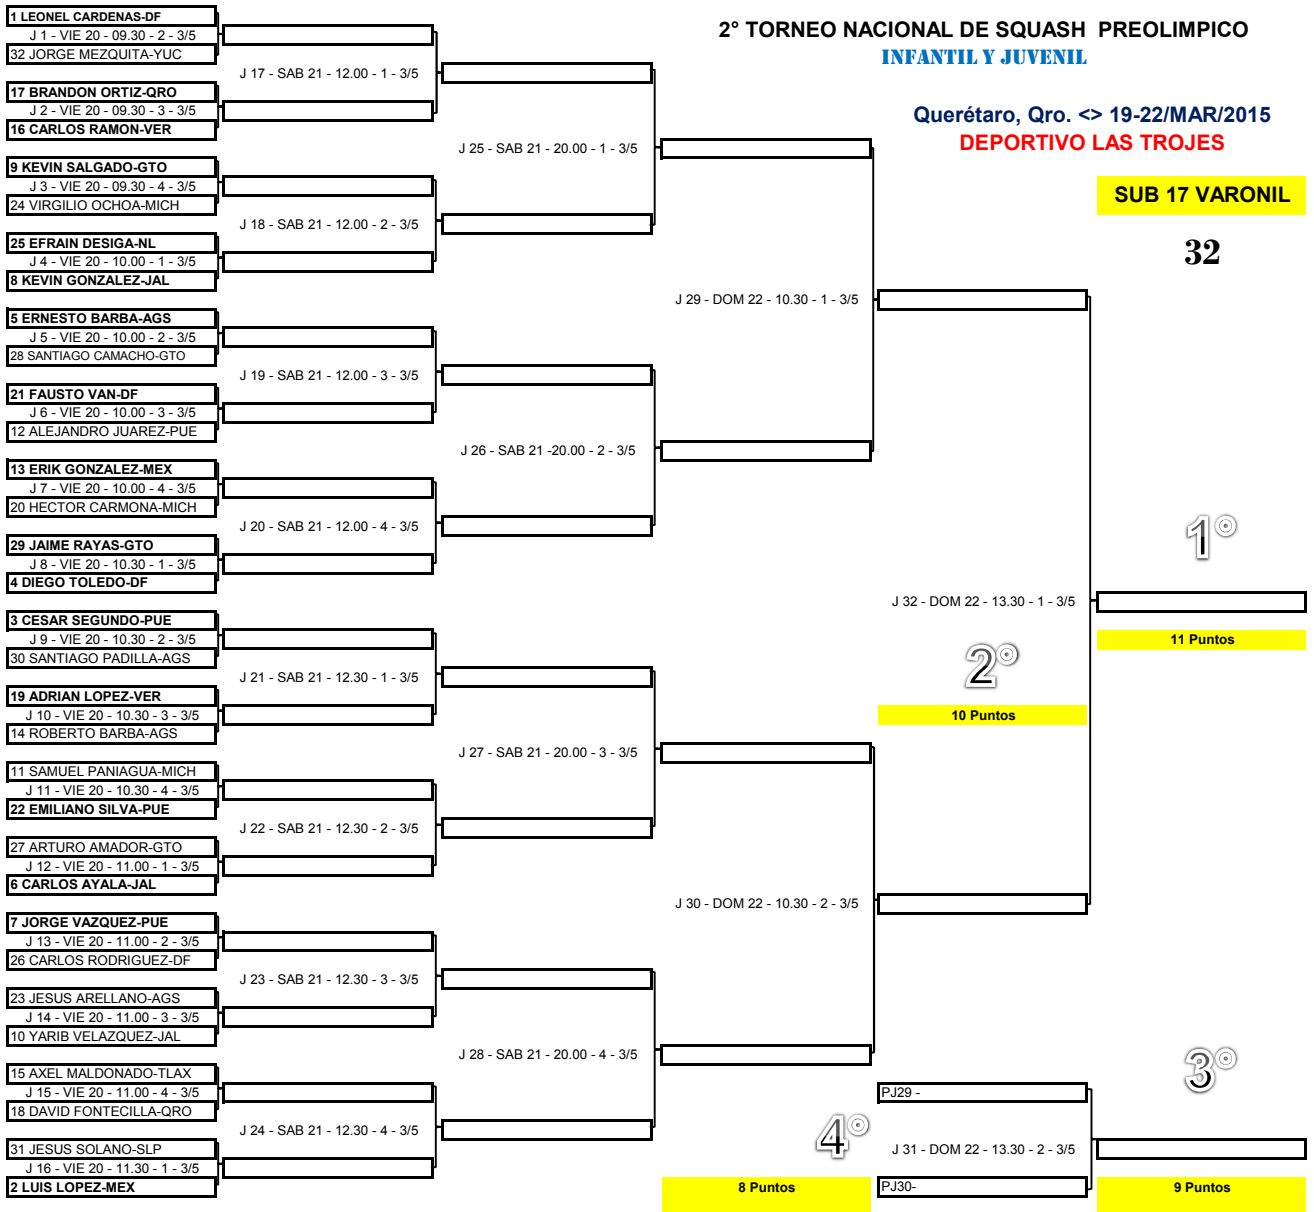 2° TORNEO NACIONAL DE SQUASH PREOLIMPICO
INFANTIL Y JUVENIL
Querétaro, Qro. <> 19-22/MAR/2015
DEPORTIVO LAS TROJES
SUB 17 VARONIL
32
1 LEONEL CARDENAS-DF
J 1 - VIE 20 - 09.30 - 2 - 3/5
32 JORGE MEZQUITA-YUC
J 17 - SAB 21 - 12.00 - 1 - 3/5
17 BRANDON ORTIZ-QRO
J 2 - VIE 20 - 09.30 - 3 - 3/5
16 CARLOS RAMON-VER
J 25 - SAB 21 - 20.00 - 1 - 3/5
9 KEVIN SALGADO-GTO
J 3 - VIE 20 - 09.30 - 4 - 3/5
24 VIRGILIO OCHOA-MICH
J 18 - SAB 21 - 12.00 - 2 - 3/5
25 EFRAIN DESIGA-NL
J 4 - VIE 20 - 10.00 - 1 - 3/5
8 KEVIN GONZALEZ-JAL
J 29 - DOM 22 - 10.30 - 1 - 3/5
5 ERNESTO BARBA-AGS
J 5 - VIE 20 - 10.00 - 2 - 3/5
28 SANTIAGO CAMACHO-GTO
J 19 - SAB 21 - 12.00 - 3 - 3/5
21 FAUSTO VAN-DF
J 6 - VIE 20 - 10.00 - 3 - 3/5
12 ALEJANDRO JUAREZ-PUE
J 26 - SAB 21 -20.00 - 2 - 3/5
13 ERIK GONZALEZ-MEX
J 7 - VIE 20 - 10.00 - 4 - 3/5
20 HECTOR CARMONA-MICH
J 20 - SAB 21 - 12.00 - 4 - 3/5
1°
29 JAIME RAYAS-GTO
J 8 - VIE 20 - 10.30 - 1 - 3/5
4 DIEGO TOLEDO-DF
J 32 - DOM 22 - 13.30 - 1 - 3/5
3 CESAR SEGUNDO-PUE
J 9 - VIE 20 - 10.30 - 2 - 3/5
11 Puntos
30 SANTIAGO PADILLA-AGS
2°
J 21 - SAB 21 - 12.30 - 1 - 3/5
19 ADRIAN LOPEZ-VER
J 10 - VIE 20 - 10.30 - 3 - 3/5
10 Puntos
14 ROBERTO BARBA-AGS
J 27 - SAB 21 - 20.00 - 3 - 3/5
11 SAMUEL PANIAGUA-MICH
J 11 - VIE 20 - 10.30 - 4 - 3/5
22 EMILIANO SILVA-PUE
J 22 - SAB 21 - 12.30 - 2 - 3/5
27 ARTURO AMADOR-GTO
J 12 - VIE 20 - 11.00 - 1 - 3/5
6 CARLOS AYALA-JAL
J 30 - DOM 22 - 10.30 - 2 - 3/5
7 JORGE VAZQUEZ-PUE
J 13 - VIE 20 - 11.00 - 2 - 3/5
26 CARLOS RODRIGUEZ-DF
J 23 - SAB 21 - 12.30 - 3 - 3/5
23 JESUS ARELLANO-AGS
J 14 - VIE 20 - 11.00 - 3 - 3/5
10 YARIB VELAZQUEZ-JAL
J 28 - SAB 21 - 20.00 - 4 - 3/5
3°
15 AXEL MALDONADO-TLAX
J 15 - VIE 20 - 11.00 - 4 - 3/5
PJ29 -
18 DAVID FONTECILLA-QRO
J 24 - SAB 21 - 12.30 - 4 - 3/5
4°
31 JESUS SOLANO-SLP
J 31 - DOM 22 - 13.30 - 2 - 3/5
J 16 - VIE 20 - 11.30 - 1 - 3/5
2 LUIS LOPEZ-MEX
8 Puntos
PJ30-
9 Puntos